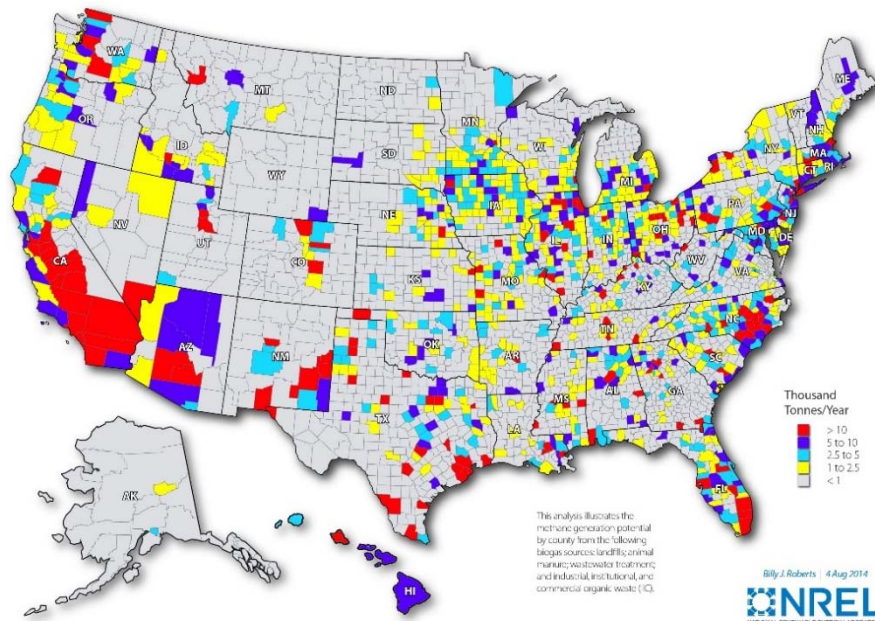 WA
MT
ND
MN
ME
VT
NH
OR
ID
SD
WI
NY
MA
CT
RI
WY
MI
IA
PA
NJ
NE
NV
UT
IL
IN
OH
MD
DE
CO
WV
VA
CA
KS
MO
KY
NC
TN
OK
AR
SC
AZ
NM
MS
AL
GA
TX
LA
FL
AK
HI
Thousand
Tonnes/Year
> 10
5 to 10
2.5 to 5
1 to 2.5
< 1
This analysis illustrates the
methane generation potential
by county from the following
biogas sources: landfills; animal
manure; wastewater treatment;
and industrial, institutional, and
commercial organic waste (IIC).
Billy J. Roberts | 4 Aug 2014
NREL